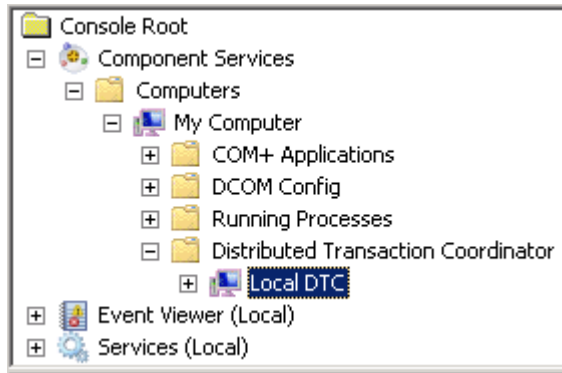 Console Root
Component Services
Computers
My Computer
COM+ Applications
DCOM Config
Running Processes
Distributed Transaction Coordinator
Local DTC
Event Viewer (Local)
Services (Local)